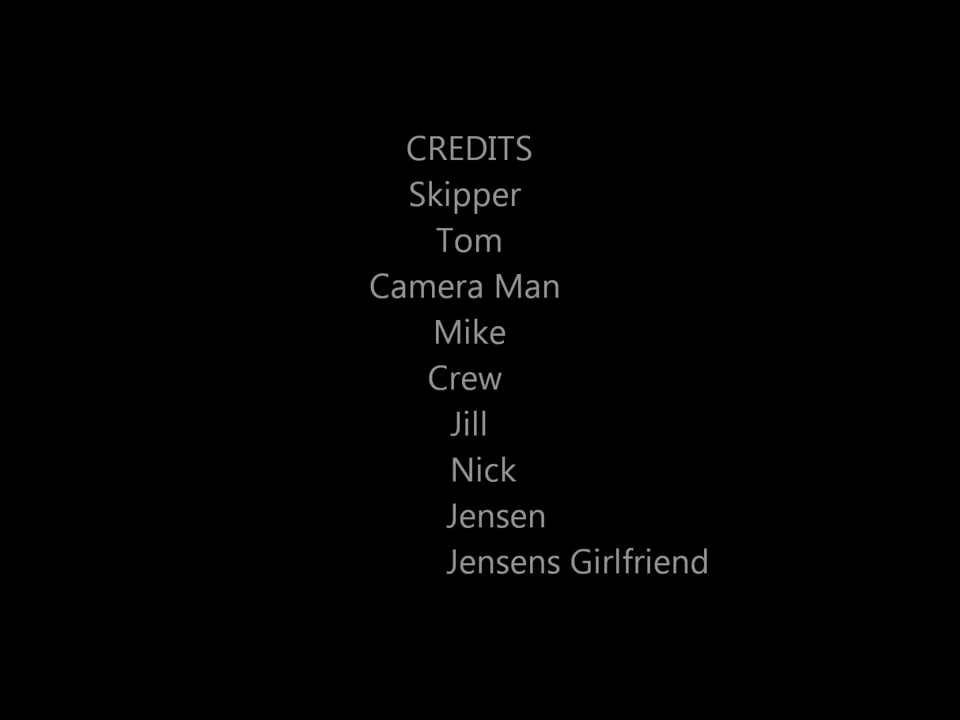 CREDITS
Skipper
Tom
Camera Man
Mike
Crew
Jill
Nick
Jensen
Jensens Girlfriend